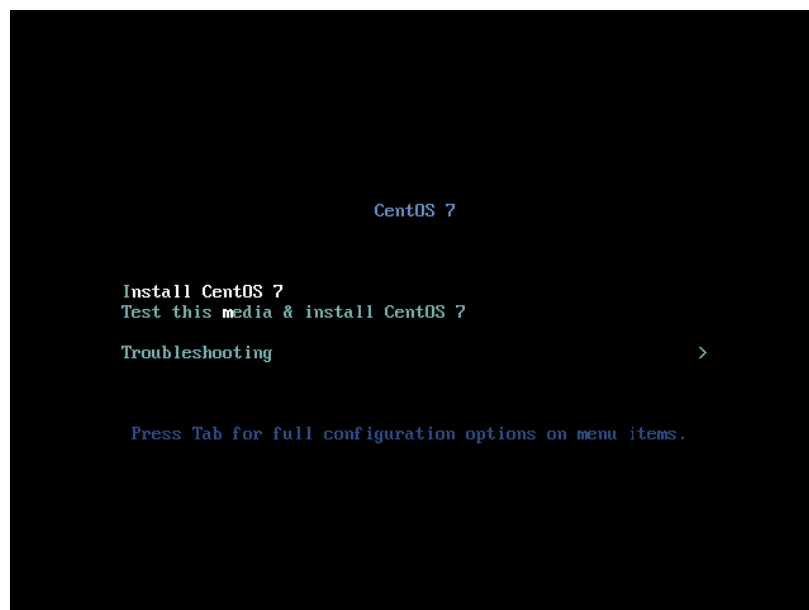 CentOS 7
Install CentOS 7
Test this media & install CentOS 7
Troubleshooting >
Press Tab for full configuration options on menu items.